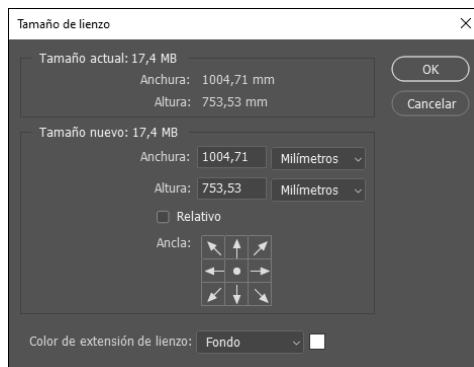 Tamaño de lienzo
Tamaño actual: 17,4 MB
Anchura: 1004,71 mm
Altura: 753,53 mm
OK
Cancelar
Tamaño nuevo: 17,4 MB
Anchura: 1004,71 Milímetros
Altura: 753,53 Milímetros
Relativo
Ancla:
Color de extensión de lienzo: Fondo